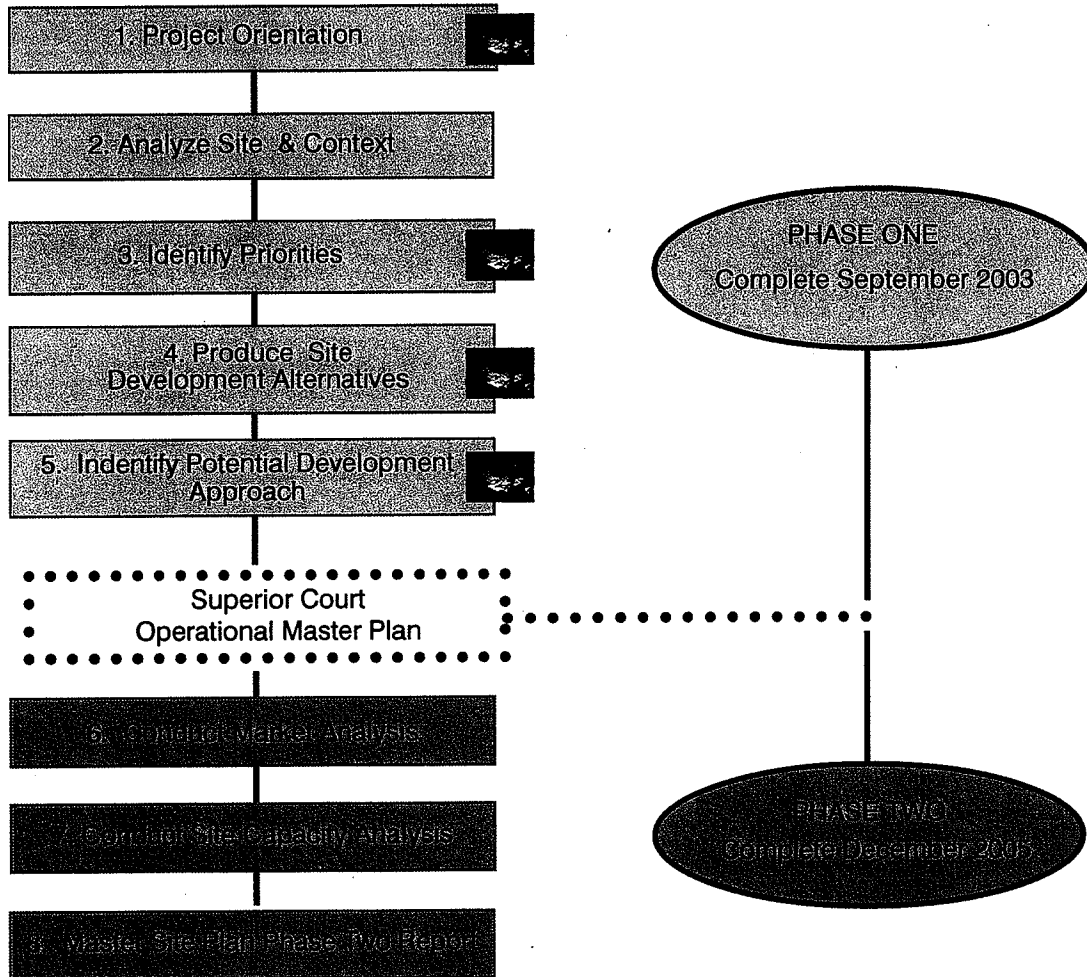 1. Project Orientation
2. Analyze Site & Context
3. Identify Priorities
4. Produce Site
Development Alternatives
5. Indentify Potential Development
Approach
Superior Court
Operational Master Plan
6. Conduct Market Analysis
7. Conduct Site Capacity Analysis
8. Master Site Plan Phase Two Report
PHASE ONE
Complete September 2003
PHASE TWO
Complete December 2005